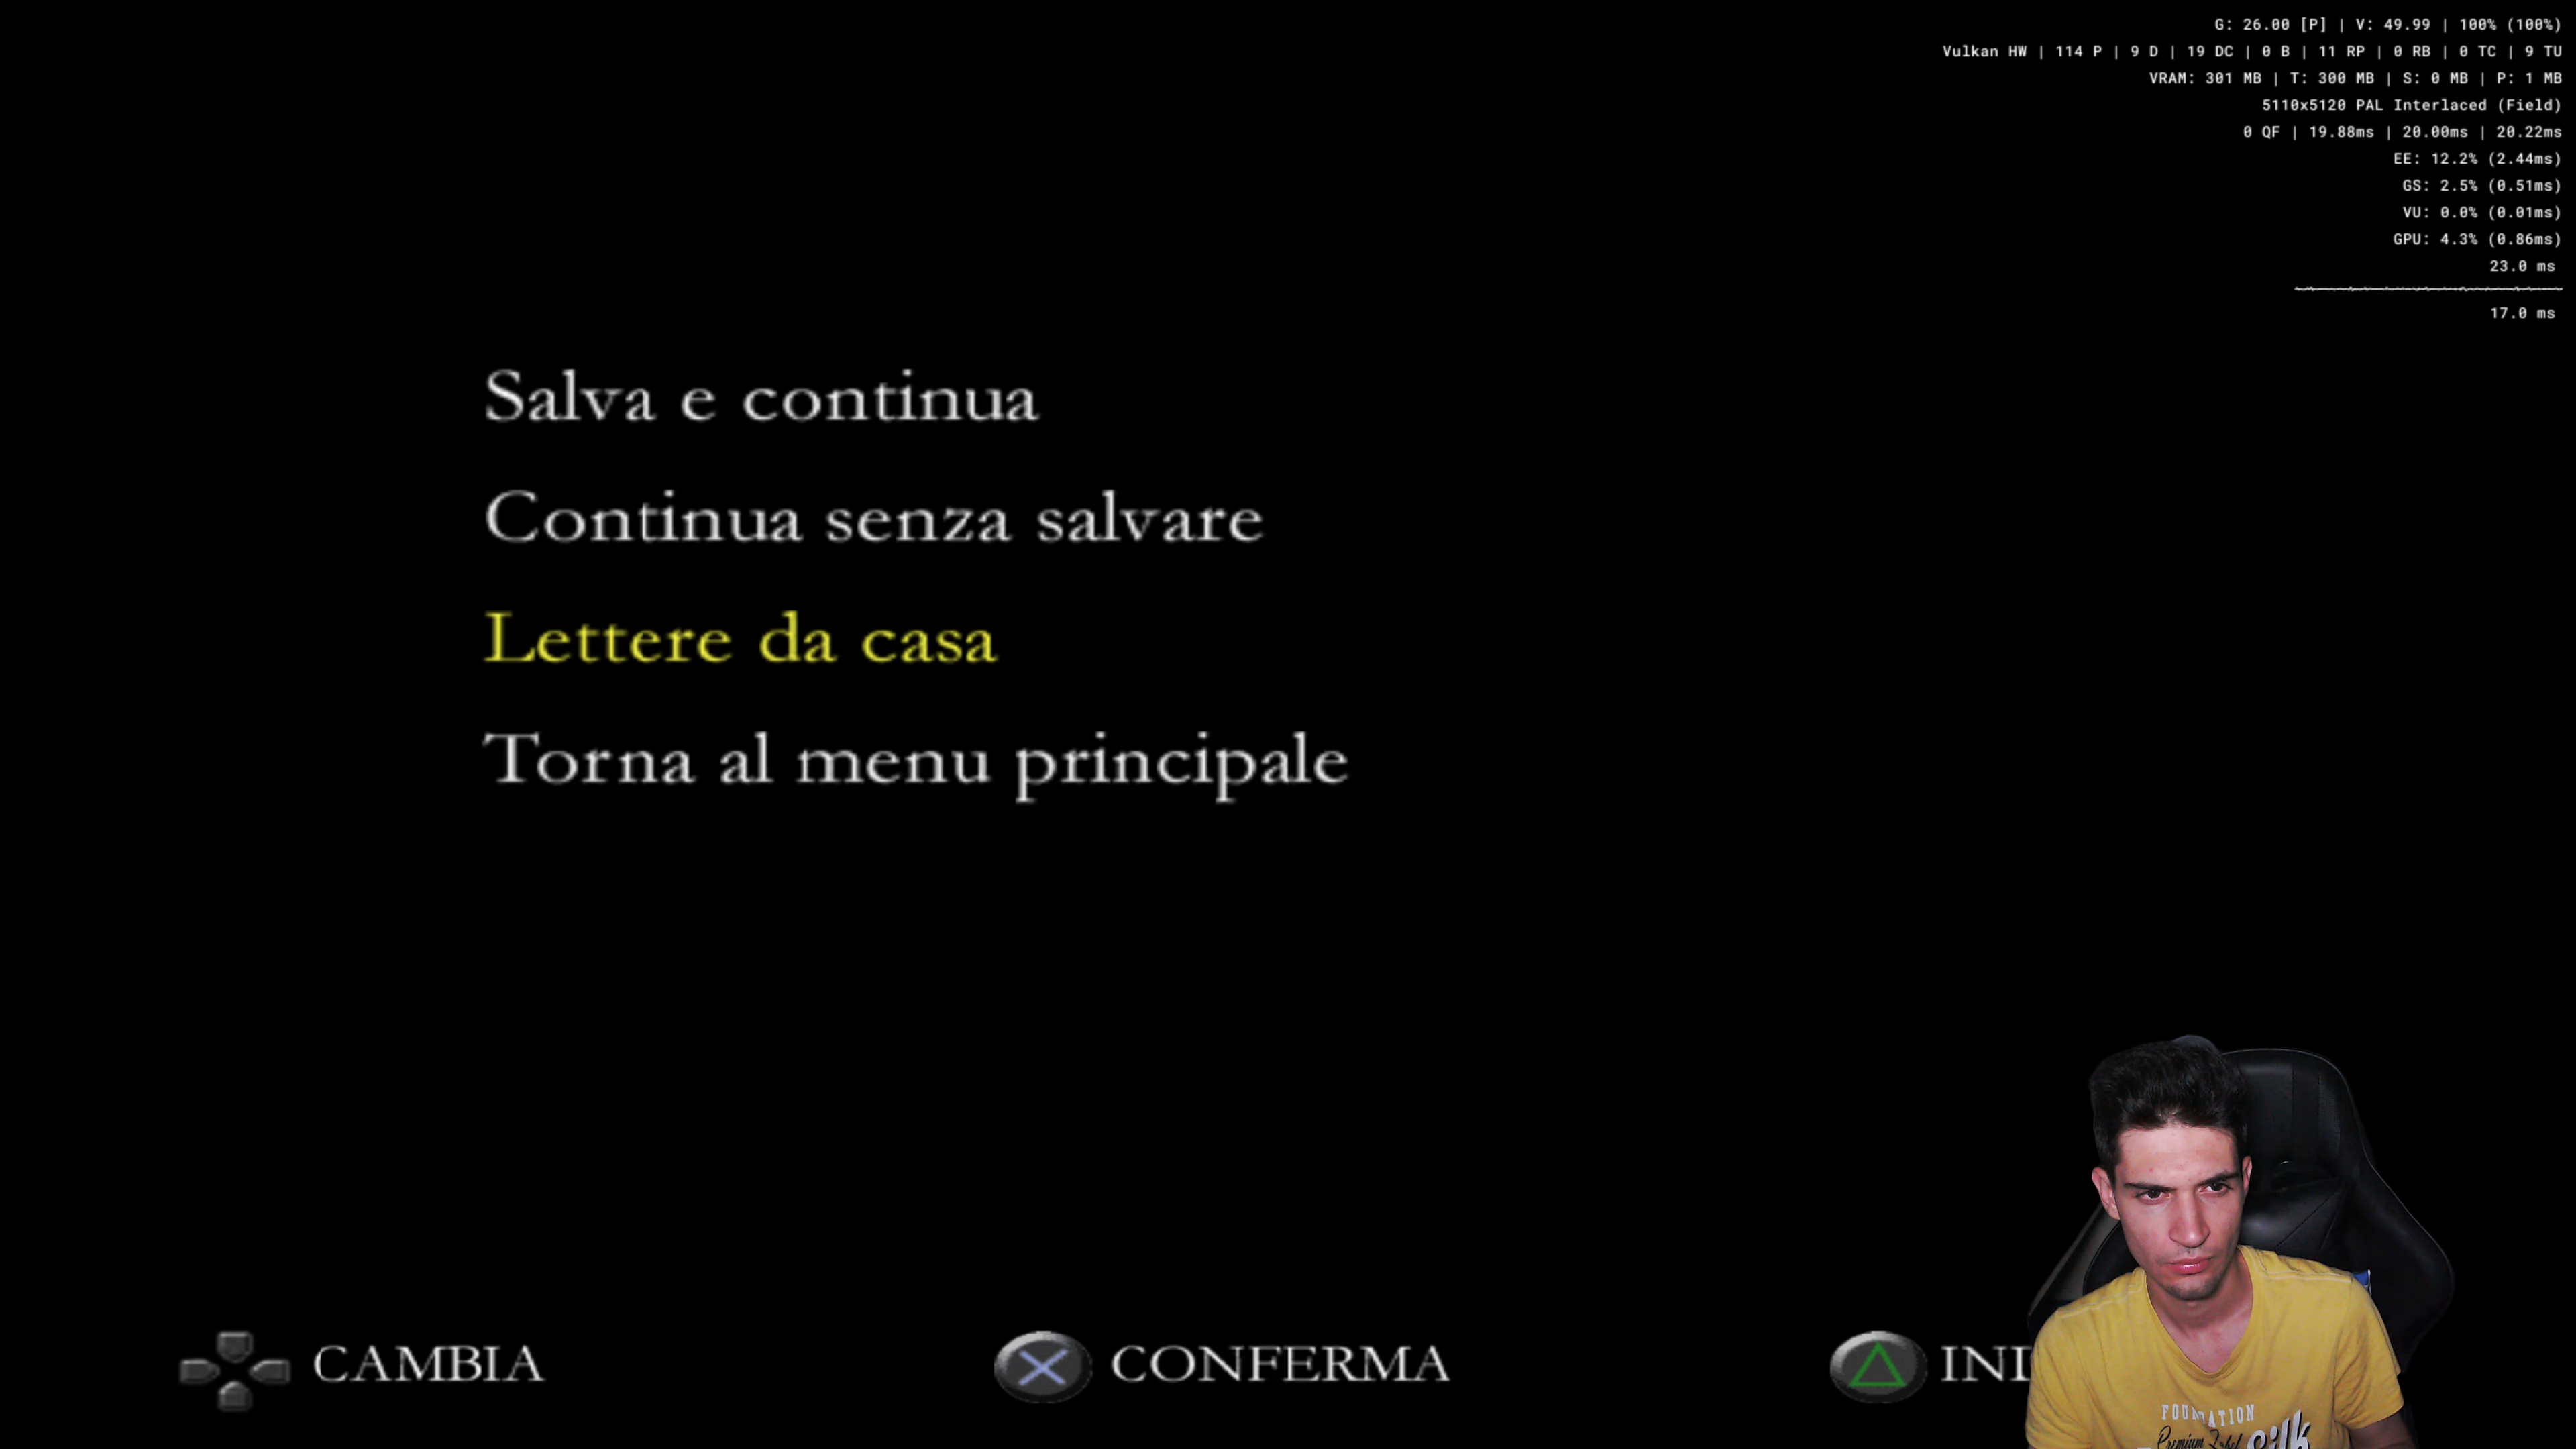 G: 26.00 [P] | V: 49.99 | 100% (100%)
Vulkan HW | 114 P | 9 D | 19 DC | 0 B | 11 RP | 0 RB | 0 TC | 9 TU
VRAM: 301 MB | T: 300 MB | S: 0 MB | P: 1 MB
5110x5120 PAL Interlaced (Field)
0 QF | 19.88ms | 20.00ms | 20.22ms
EE: 12.2% (2.44ms)
GS: 2.5% (0.51ms)
VU: 0.0% (0.01ms)
GPU: 4.3% (0.86ms)
23.0 ms
17.0 ms
Salva e continua
Continua senza salvare
Lettere da casa
Torna al menu principale
CAMBIA
CONFERMA
FOUNDATION
Premium